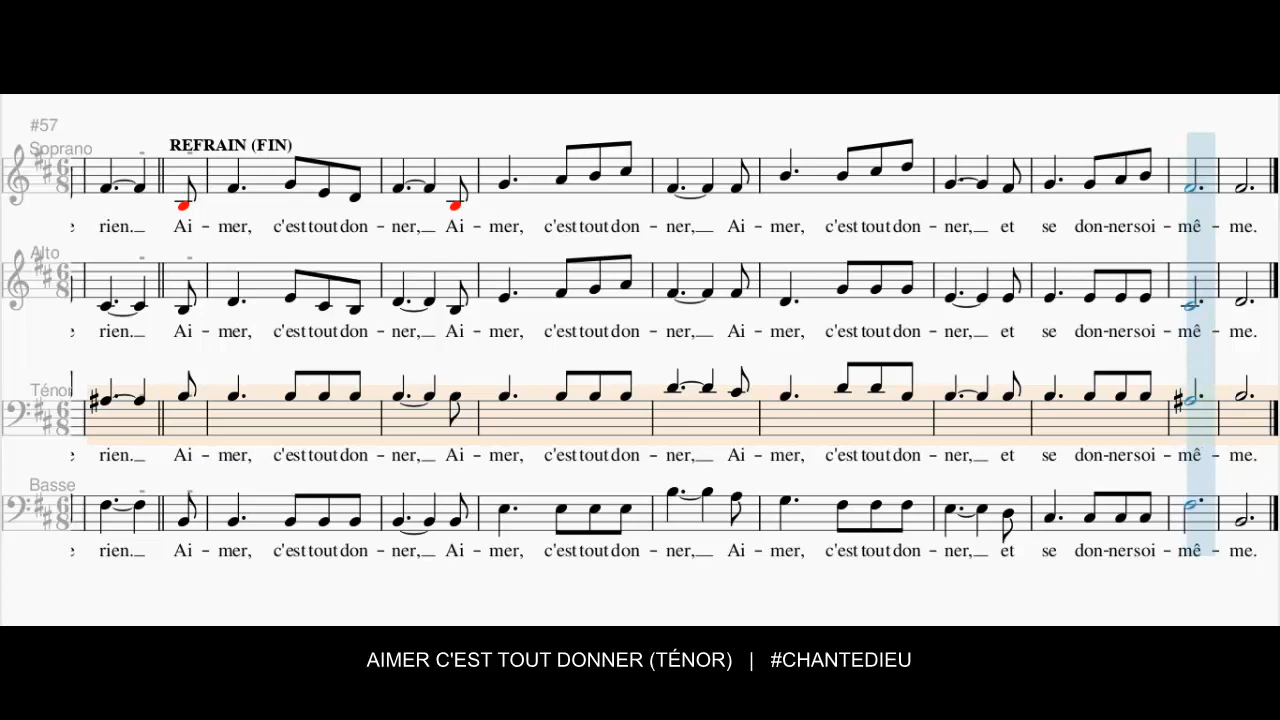 #57
Soprano
REFRAIN (FIN)
rien. Ai - mer, c'est tout don - ner, Ai - mer, c'est tout don - ner, Ai - mer, c'est tout don - ner, et se don-ner soi - mê - me.
Alto
rien. Ai - mer, c'est tout don - ner, Ai - mer, c'est tout don - ner, Ai - mer, c'est tout don - ner, et se don-ner soi - mê - me.
Ténor
rien. Ai - mer, c'est tout don - ner, Ai - mer, c'est tout don - ner, Ai - mer, c'est tout don - ner, et se don-ner soi - mê - me.
Basse
rien. Ai - mer, c'est tout don - ner, Ai - mer, c'est tout don - ner, Ai - mer, c'est tout don - ner, et se don-ner soi - mê - me.
AIMER C'EST TOUT DONNER (TÉNOR) | #CHANTEDIEU